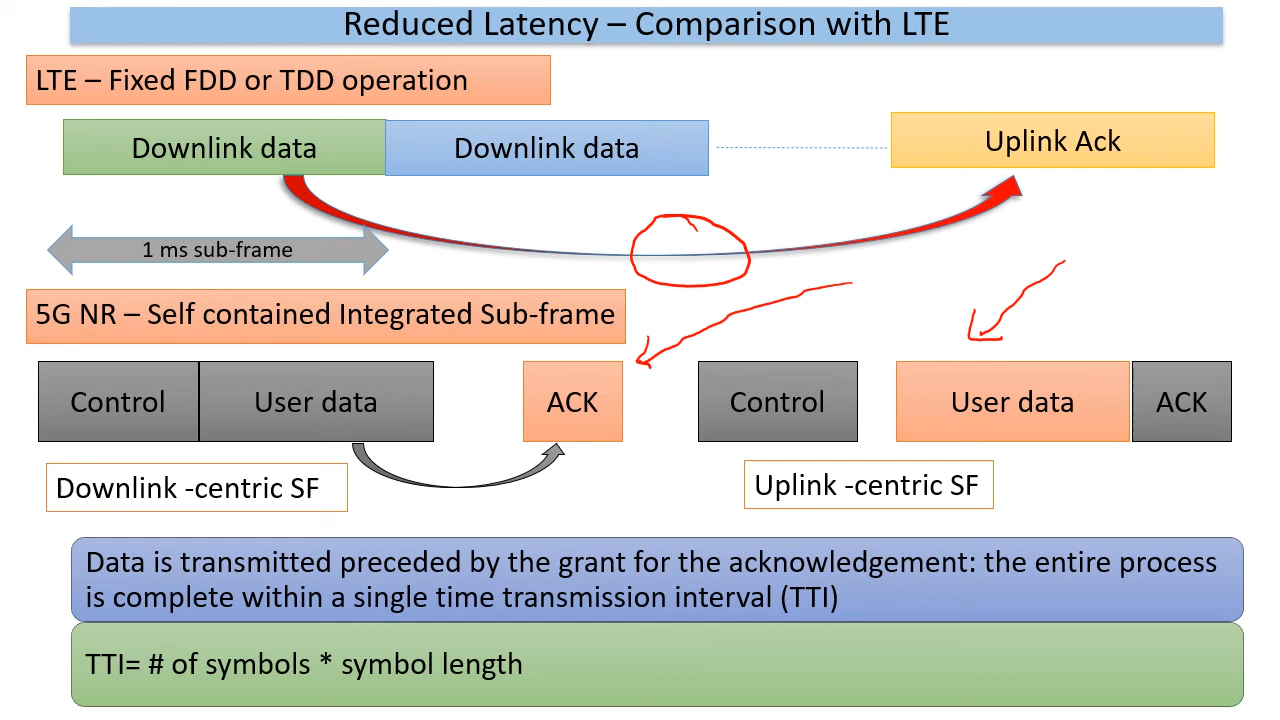 Reduced Latency – Comparison with LTE
LTE – Fixed FDD or TDD operation
Downlink data
Downlink data
Uplink Ack
1 ms sub-frame
5G NR – Self contained Integrated Sub-frame
Control
User data
ACK
Control
User data
ACK
Downlink -centric SF
Uplink -centric SF
Data is transmitted preceded by the grant for the acknowledgement: the entire process
is complete within a single time transmission interval (TTI)
TTI= # of symbols * symbol length